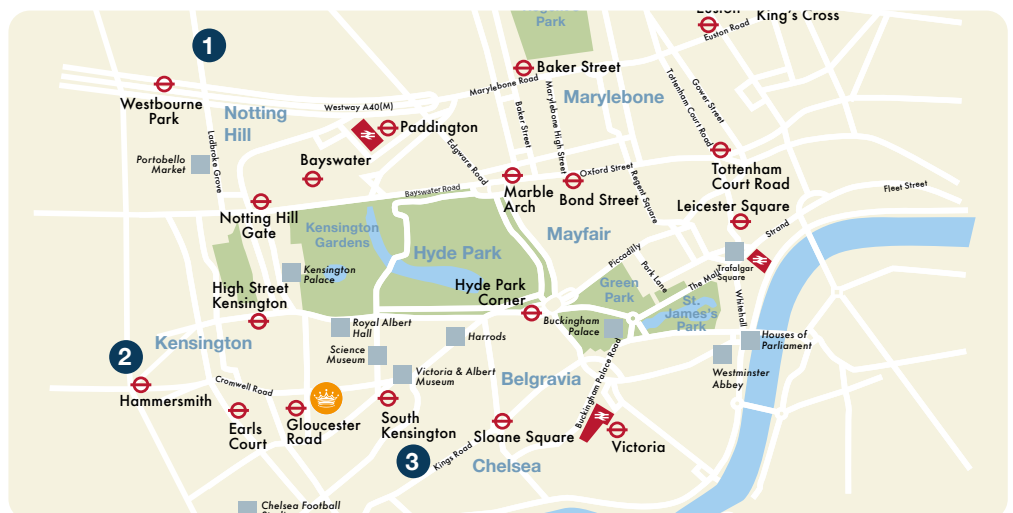 Park
Euston
King's Cross
Euston Road
1
Baker Street
Marylebone Road
Marylebone
Westbourne
Park
Notting
Hill
Westway A40(M)
Paddington
Baker Street
Marylebone High Street
Tottenham Court Road
Gower Street
Portobello
Market
Ladbroke Grove
Bayswater
Edgware Road
Oxford Street
Tottenham
Court Road
Bayswater Road
Marble
Arch
Bond Street
Regent Square
Fleet Street
Leicester Square
Notting Hill
Gate
Kensington
Gardens
Hyde Park
Mayfair
Piccadilly
Strand
Trafalgar
Square
Kensington
Palace
High Street
Kensington
Hyde Park
Corner
Green
Park
Park Lane
The Mall
St.
James's
Park
Whitehall
Buckingham
Palace
Royal Albert
Hall
Harrods
Houses of
Parliament
Kensington
2
Science
Museum
Victoria & Albert
Museum
Belgravia
Buckingham Palace Road
Westminster
Abbey
Hammersmith
Cromwell Road
Earls
Court
Gloucester
Road
South
Kensington
Sloane Square
Victoria
3
Kings Road
Chelsea
Chelsea Football